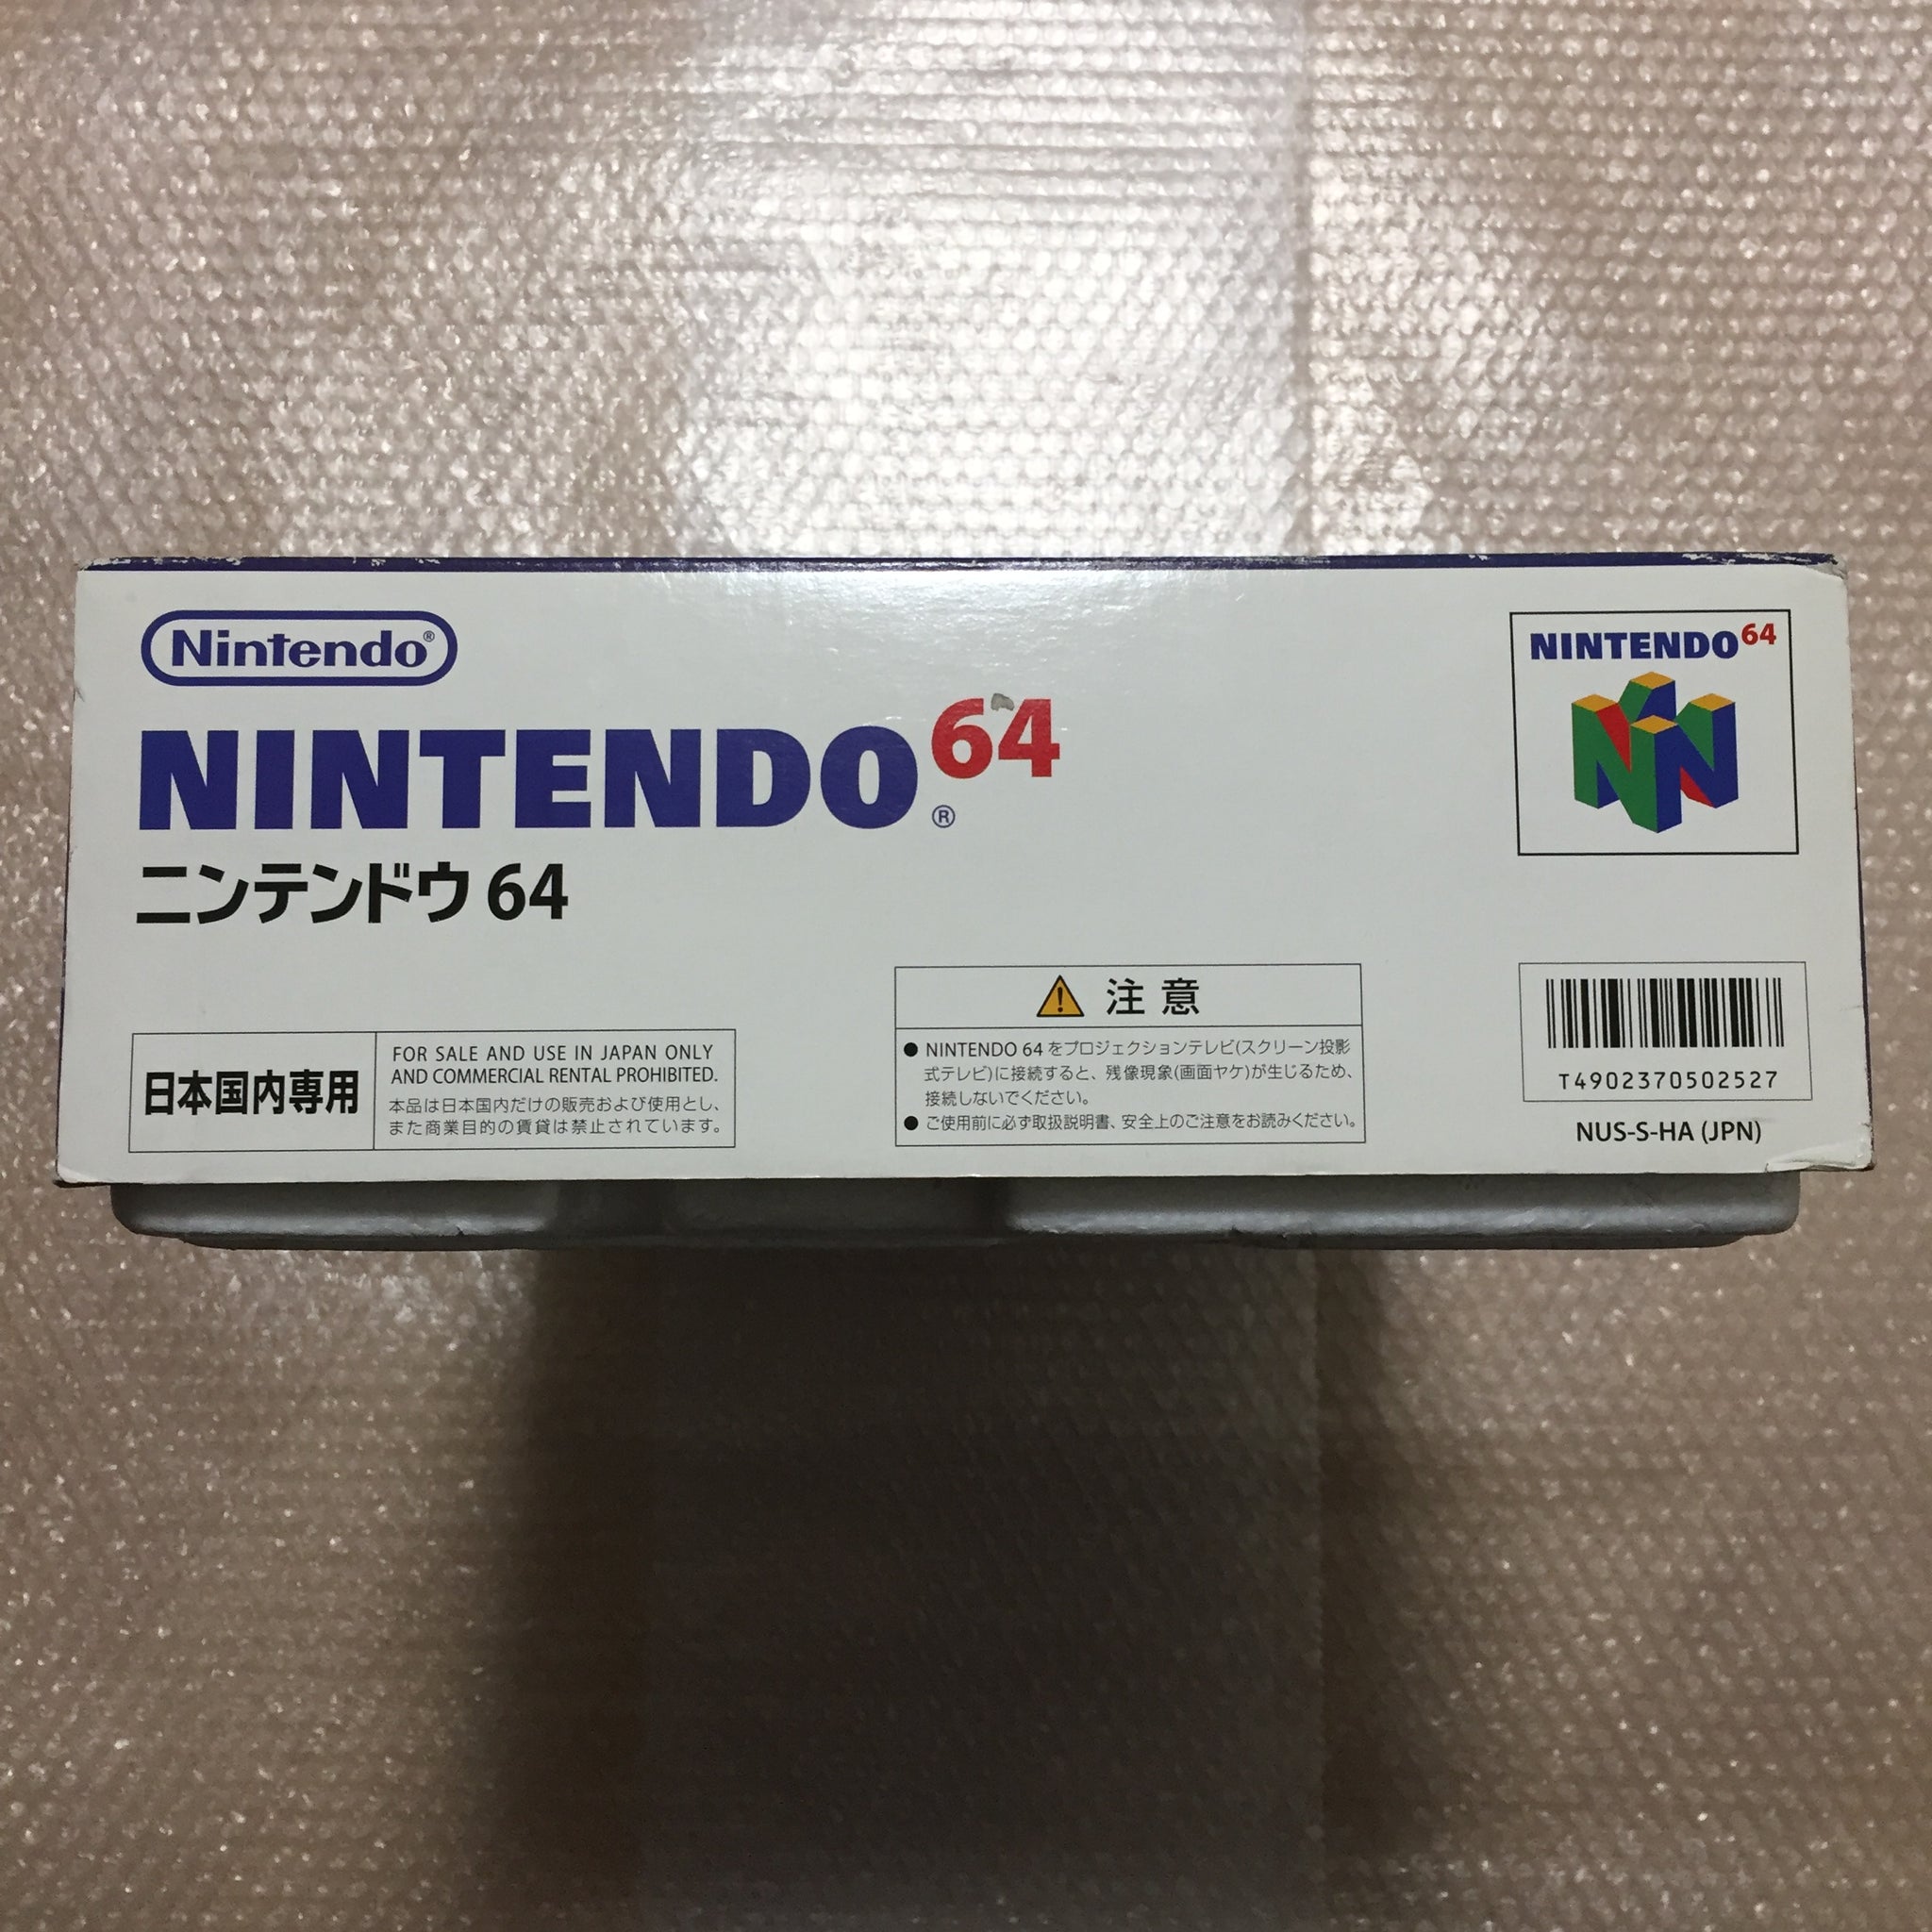 Nintendo®
NINTENDO64®
ニンテンドウ64
NINTENDO64
日本国内専用
FOR SALE AND USE IN JAPAN ONLY
AND COMMERCIAL RENTAL PROHIBITED.
本品は日本国内だけの販売および使用とし、
また商業目的の賃貸は禁止されています。
注意
● NINTENDO 64 をプロジェクションテレビ(スクリーン投影
式テレビ)に接続すると、残像現象(画面ヤケ)が生じるため、
接続しないでください。
● ご使用前に必ず取扱説明書、安全上のご注意をお読みください。
T4902370502527
NUS-S-HA (JPN)